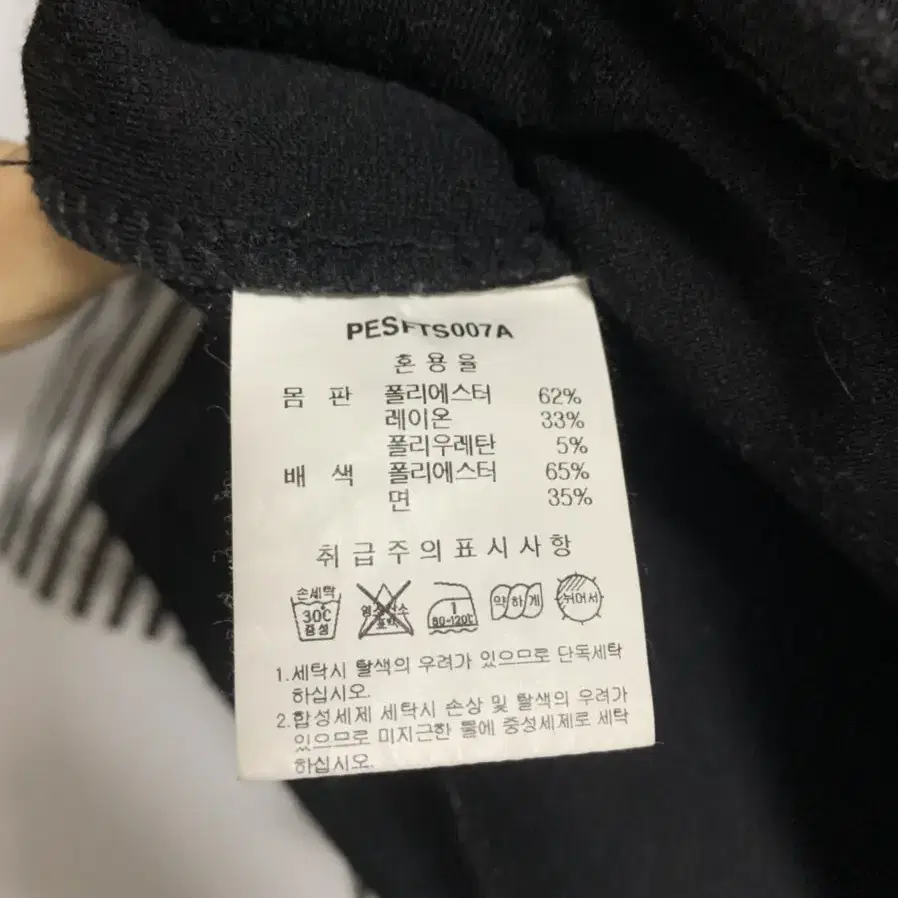 PESFTS007A
혼용율
몸 판 폴리에스터 62%
레이온 33%
폴리우레탄 5%
배 색 폴리에스터 65%
면 35%
취급주의표시사항
손세탁
30℃
중성
염소산소
표백
1
80-120℃
약하게
뉘어서
1.세탁시 탈색의 우려가 있으므로 단독세탁
하십시오.
2.합성세제 세탁시 손상 및 탈색의 우려가
있으므로 미지근한 물에 중성세제로 세탁
하십시오.